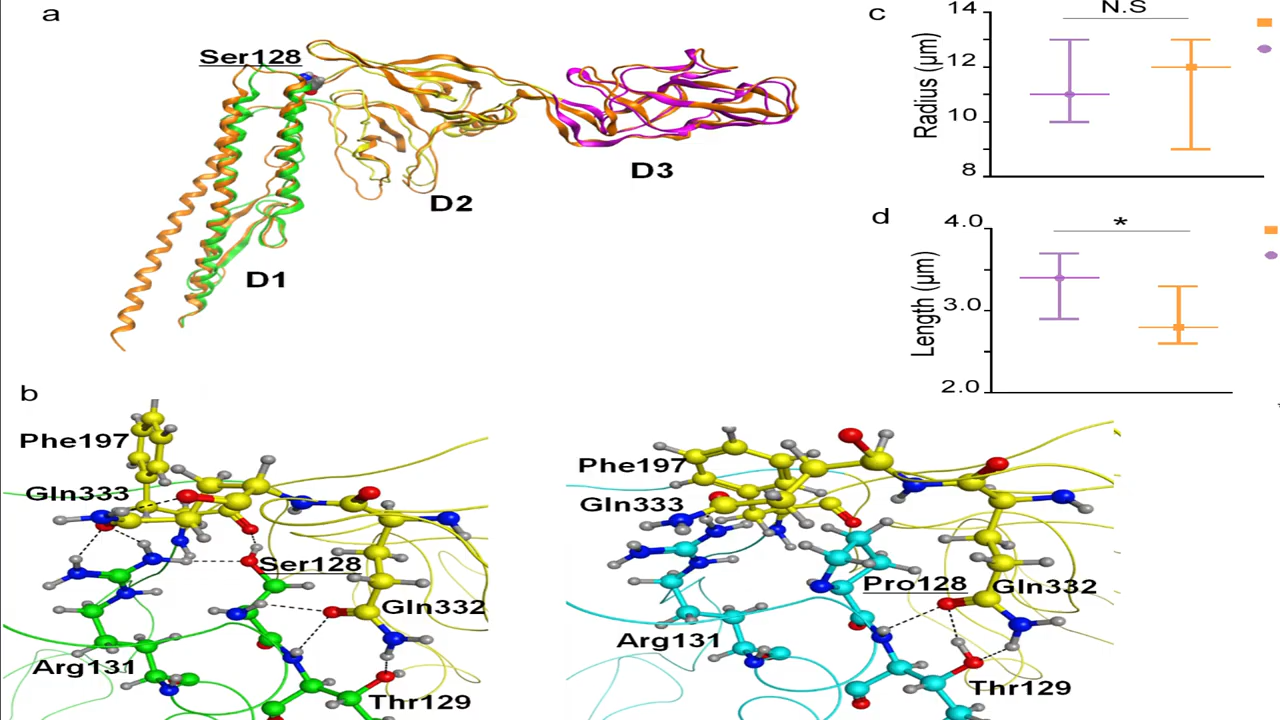 a
Ser128
D1
D2
D3
b
Phe197
Gln333
Ser128
Gln332
Arg131
Thr129
Phe197
Gln333
Pro128
Gln332
Arg131
Thr129
c
N.S
Radius (µm)
14
12
10
8
d
*
Length (µm)
4.0
3.0
2.0